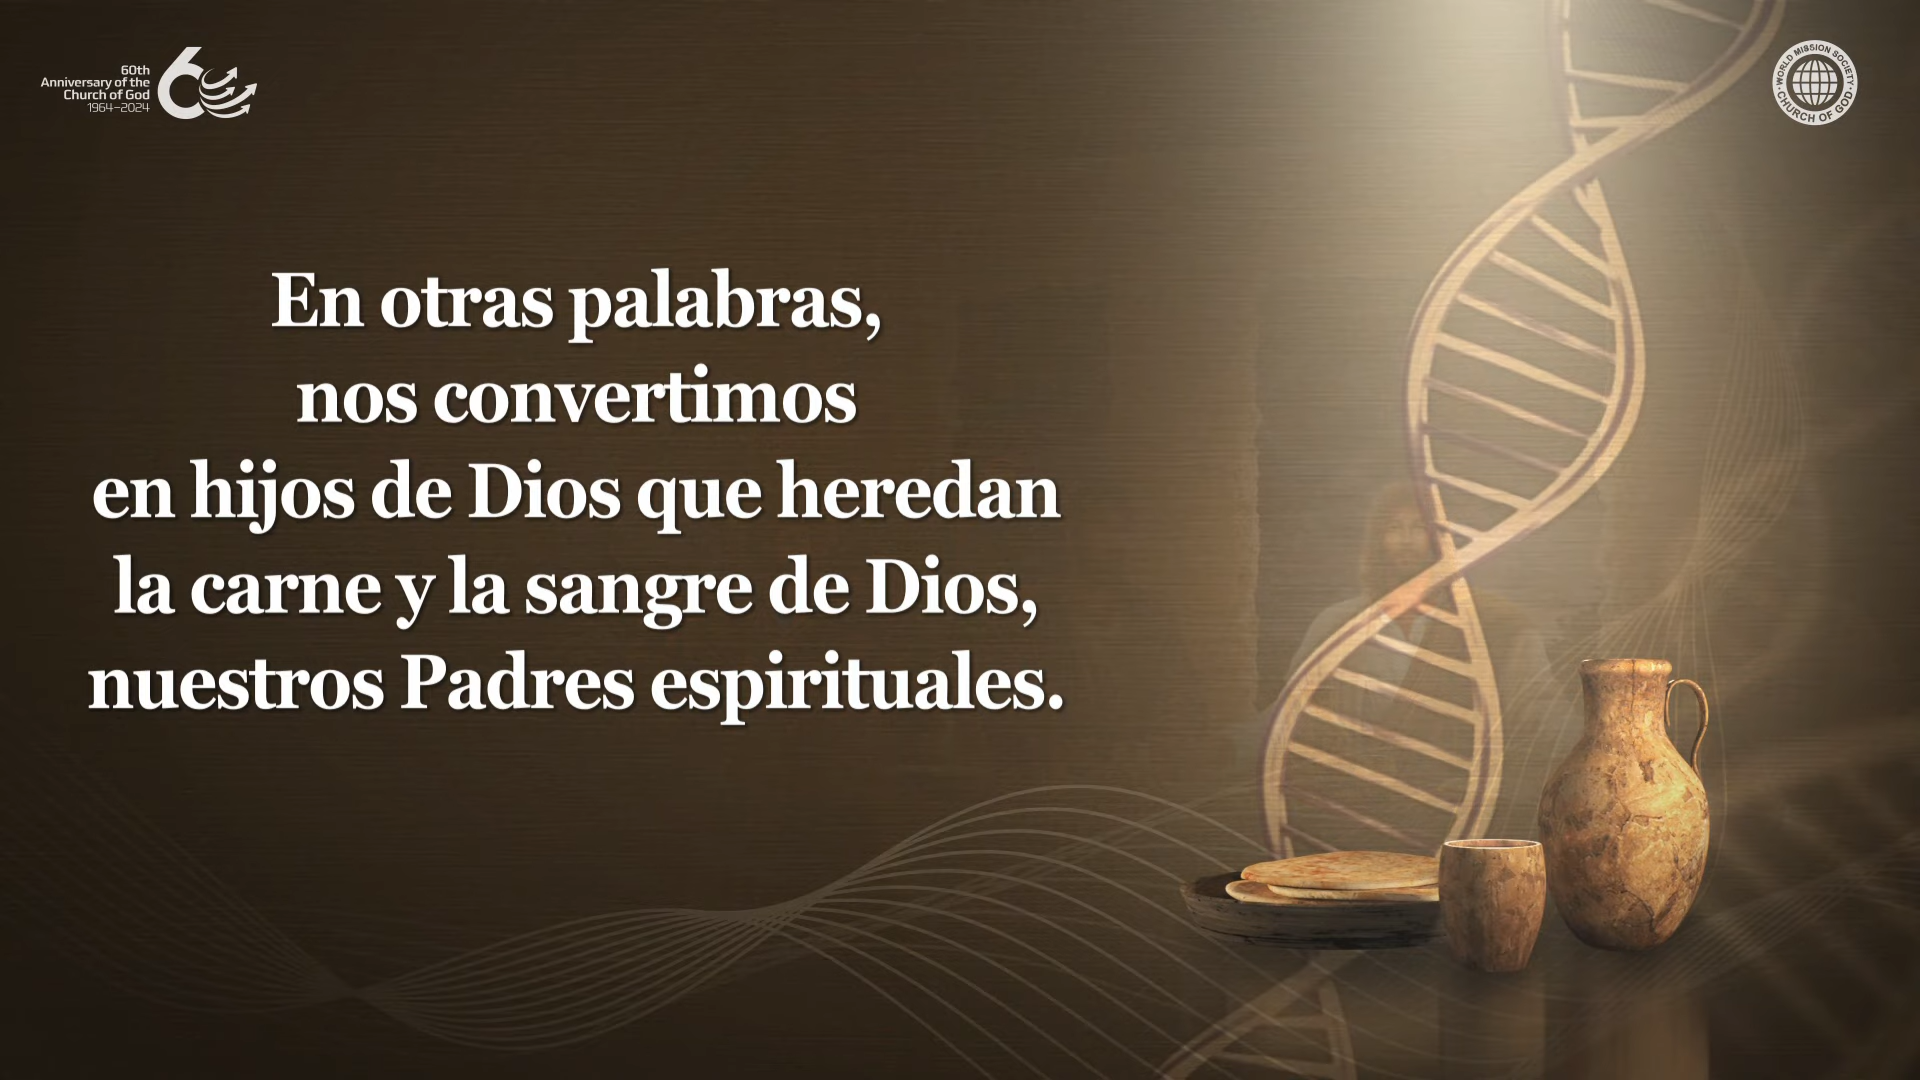 60th
Anniversary of the
Church of God
1964–2024
WORLD MISSION SOCIETY
CHURCH OF GOD
En otras palabras,
nos convertimos
en hijos de Dios que heredan
la carne y la sangre de Dios,
nuestros Padres espirituales.